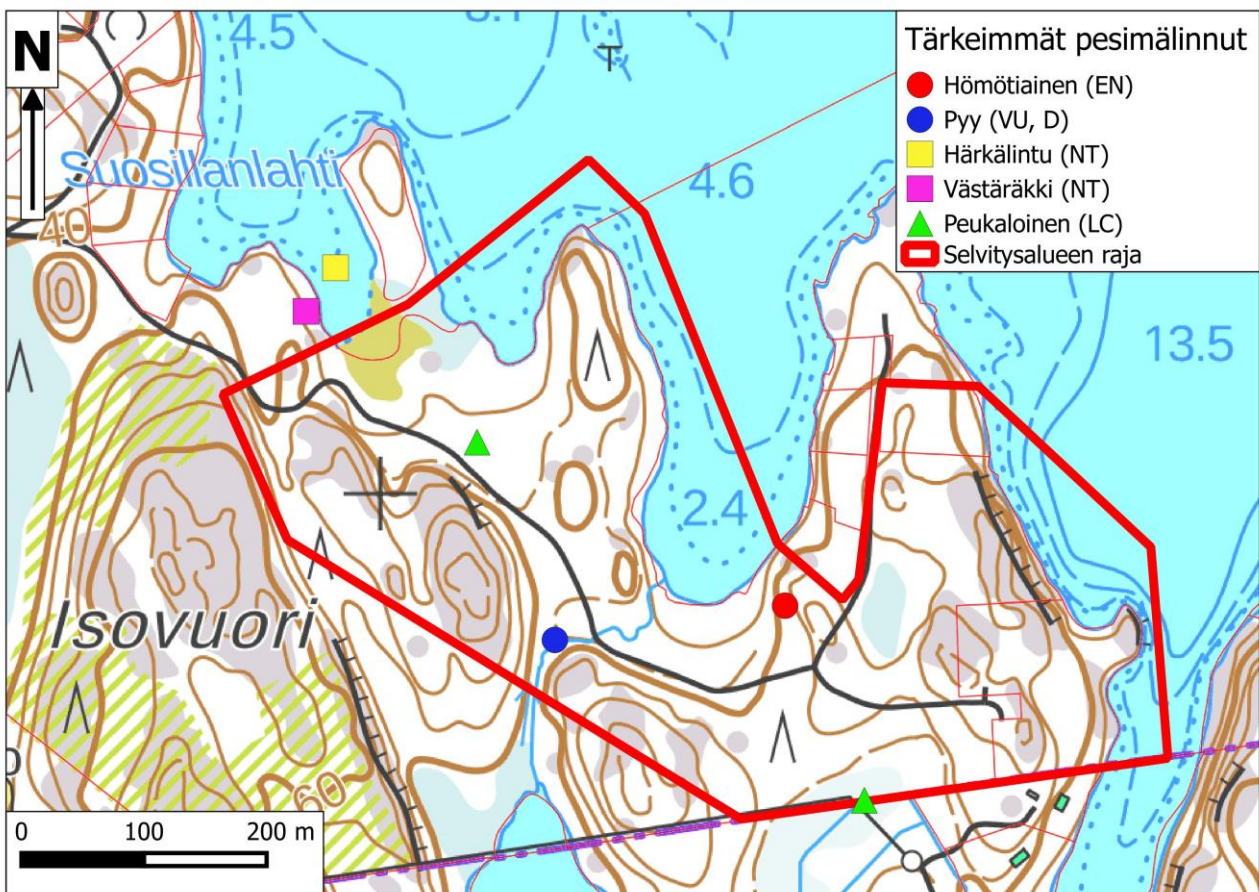 N
4.5
Suosillanlahti
40
4.6
13.5
2.4
Isovuori
60
T
Tärkeimmät pesimälinnut
Hömötiainen (EN)
Pyy (VU, D)
Härkälintu (NT)
Västäräkki (NT)
Peukaloinen (LC)
Selvitysalueen raja
0 100 200 m